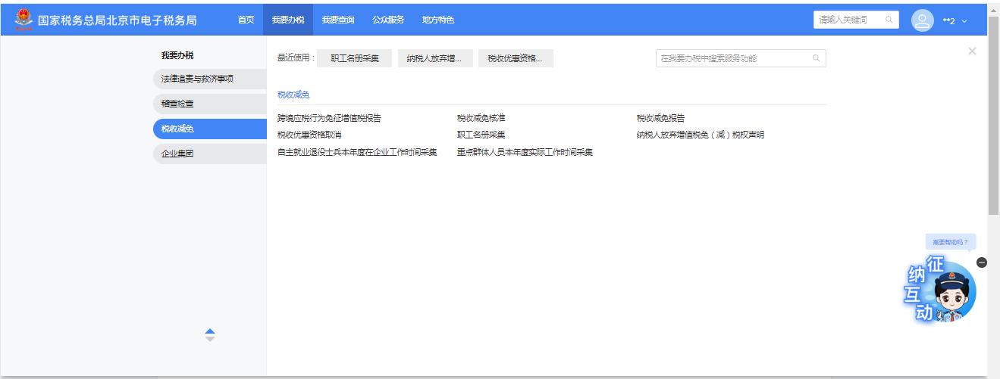 国家税务总局北京市电子税务局 首页 我要办税 我要查询 公众服务 地方特色 请输入关键词 **2
我要办税
法律追责与救济事项
稽查检查
税收减免
企业集团
最近使用： 职工名册采集 纳税人放弃增... 税收优惠资格... 在我要办税中搜索服务功能
税收减免
跨境应税行为免征增值税报告 税收减免核准 税收减免报告
税收优惠资格取消 职工名册采集 纳税人放弃增值税免（减）税权声明
自主就业退役士兵本年度在企业工作时间采集 重点群体人员本年度实际工作时间采集
需要帮助吗？
征纳互动